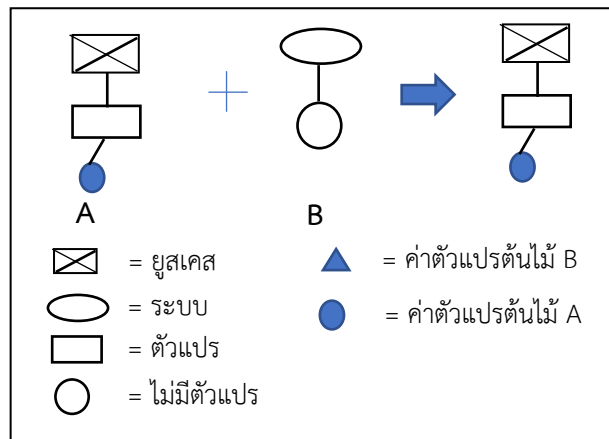 A
B
= ยูสเคส
= ค่าตัวแปรต้นไม้ B
= ระบบ
= ค่าตัวแปรต้นไม้ A
= ตัวแปร
= ไม่มีตัวแปร